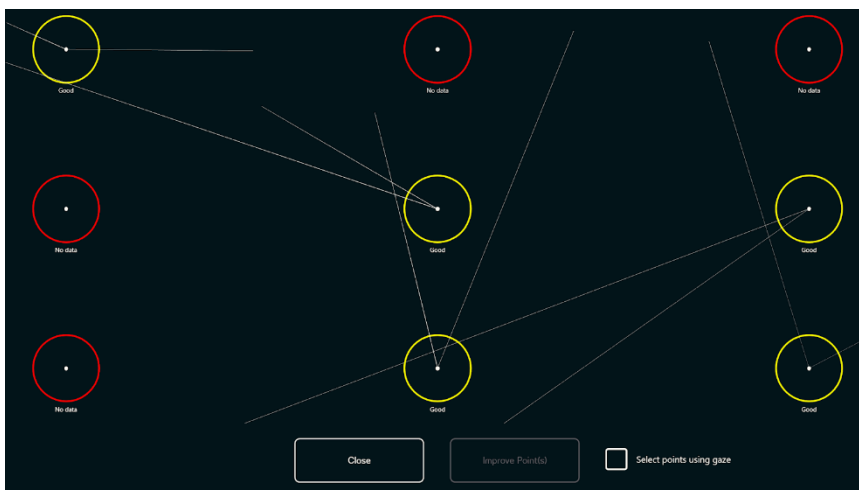 Good
No data
No data
No data
Good
Good
No data
Good
Good
Close
Improve Point(s)
Select points using gaze